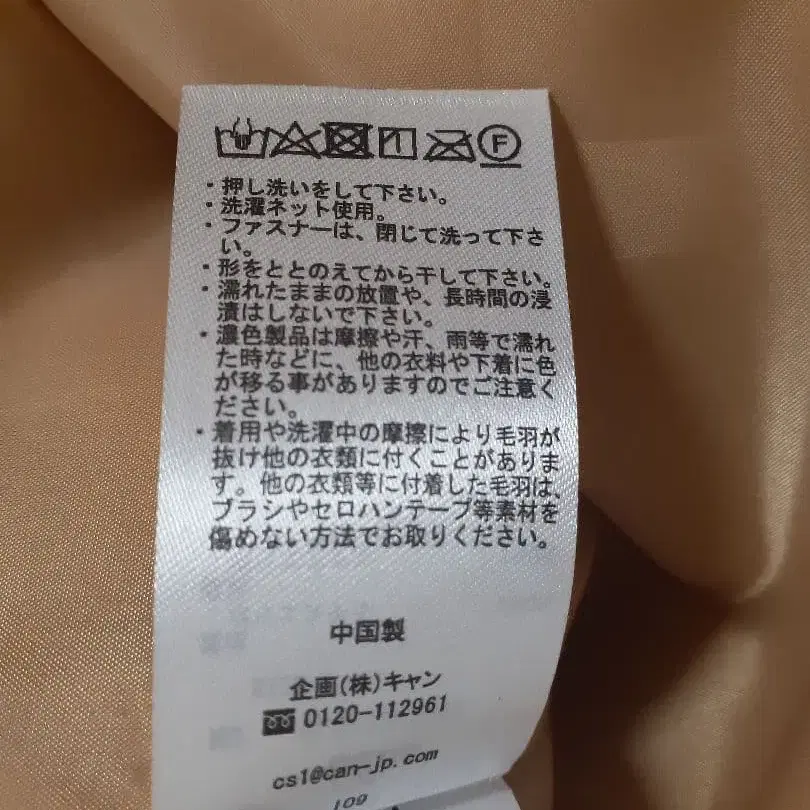 F
・押し洗いをして下さい。
・洗濯ネット使用。
・ファスナーは、閉じて洗って下さ
い。
・形をととのえてから干して下さい。
・濡れたままの放置や、長時間の浸
漬はしないで下さい。
・濃色製品は摩擦や汗、雨等で濡れ
た時などに、他の衣料や下着に色
が移る事がありますのでご注意く
ださい。
・着用や洗濯中の摩擦により毛羽が
抜け他の衣類に付くことがありま
す。他の衣類等に付着した毛羽は、
ブラシやセロハンテープ等素材を
傷めない方法でお取りください。
中国製
企画(株)キャン
0120-112961
cs1@can-jp.com